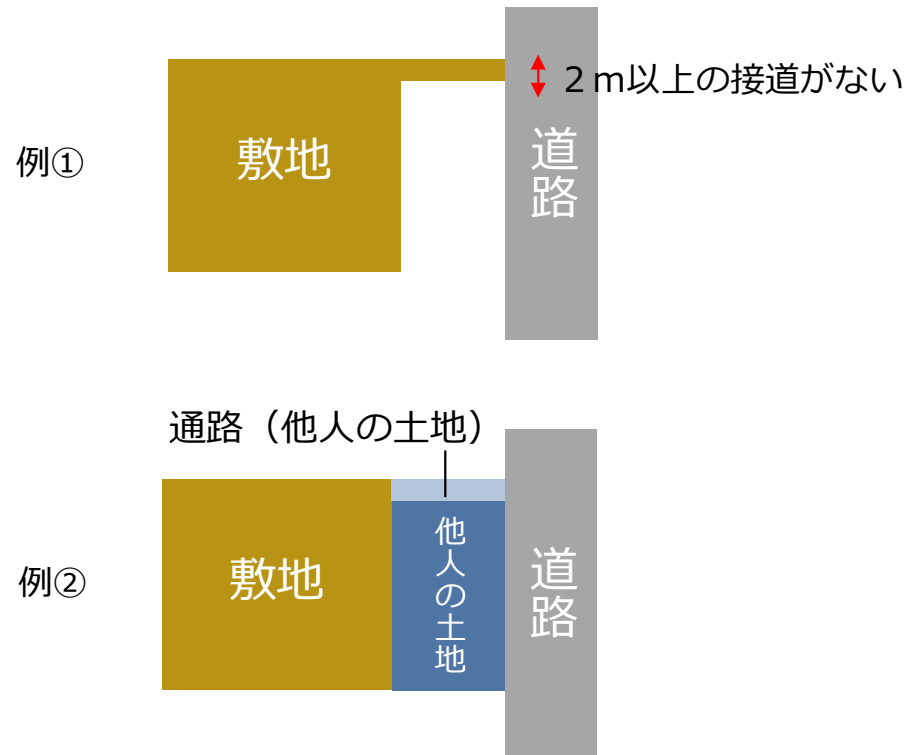 ２ｍ以上の接道がない
例①
敷地
道路
通路（他人の土地）
例②
敷地
他人の土地
道路